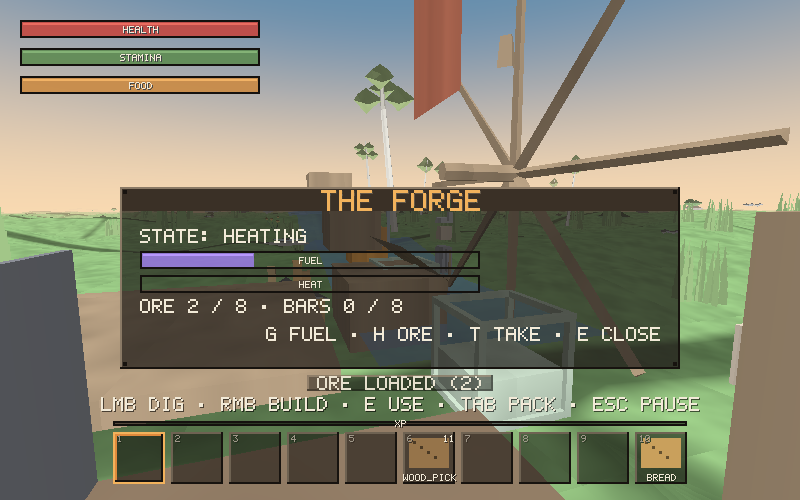 HEALTH
STAMINA
FOOD
THE FORGE
STATE: HEATING
FUEL
HEAT
ORE 2 / 8 · BARS 0 / 8
G FUEL · H ORE · T TAKE · E CLOSE
ORE LOADED (2)
LMB DIG · RMB BUILD · E USE · TAB PACK · ESC PAUSE
XP
1 2 3 4 5 6 11 7 8 9 10
WOOD_PICK BREAD